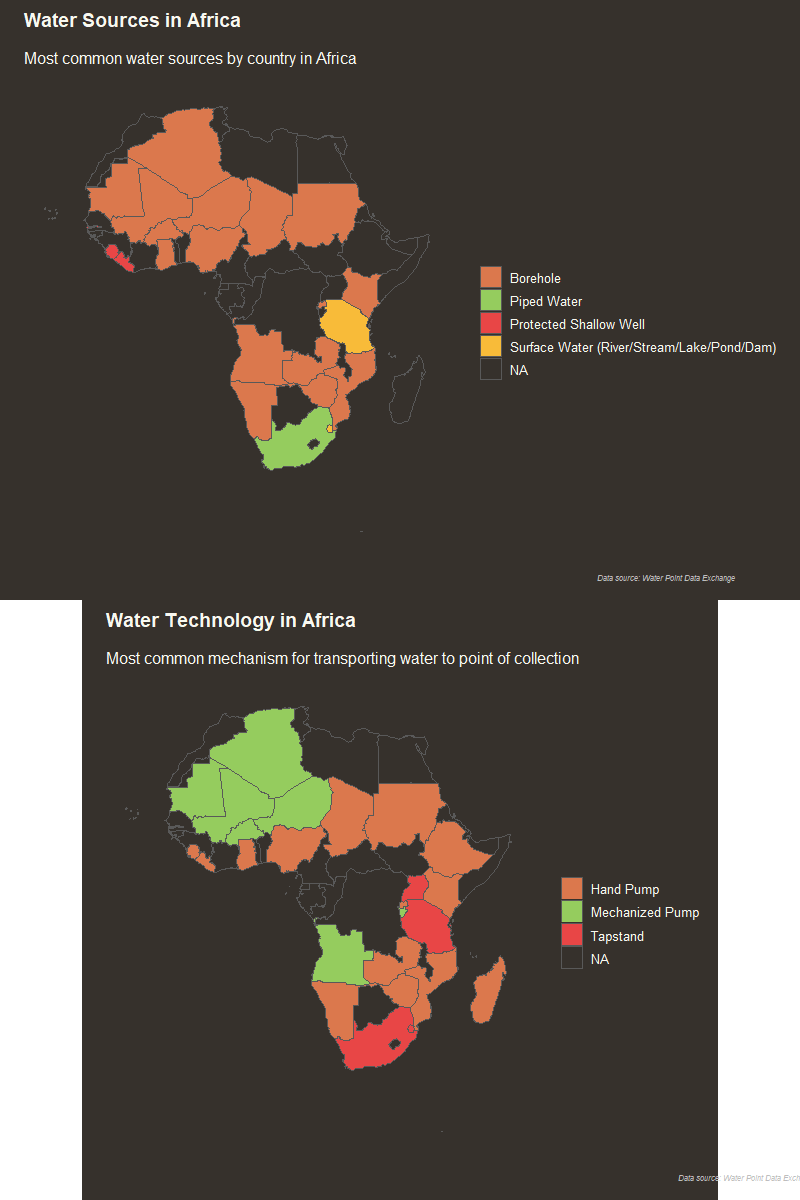 Water Sources in Africa
Most common water sources by country in Africa
Borehole
Piped Water
Protected Shallow Well
Surface Water (River/Stream/Lake/Pond/Dam)
NA
Data source: Water Point Data Exchange
Water Technology in Africa
Most common mechanism for transporting water to point of collection
Hand Pump
Mechanized Pump
Tapstand
NA
Data source: Water Point Data Exch